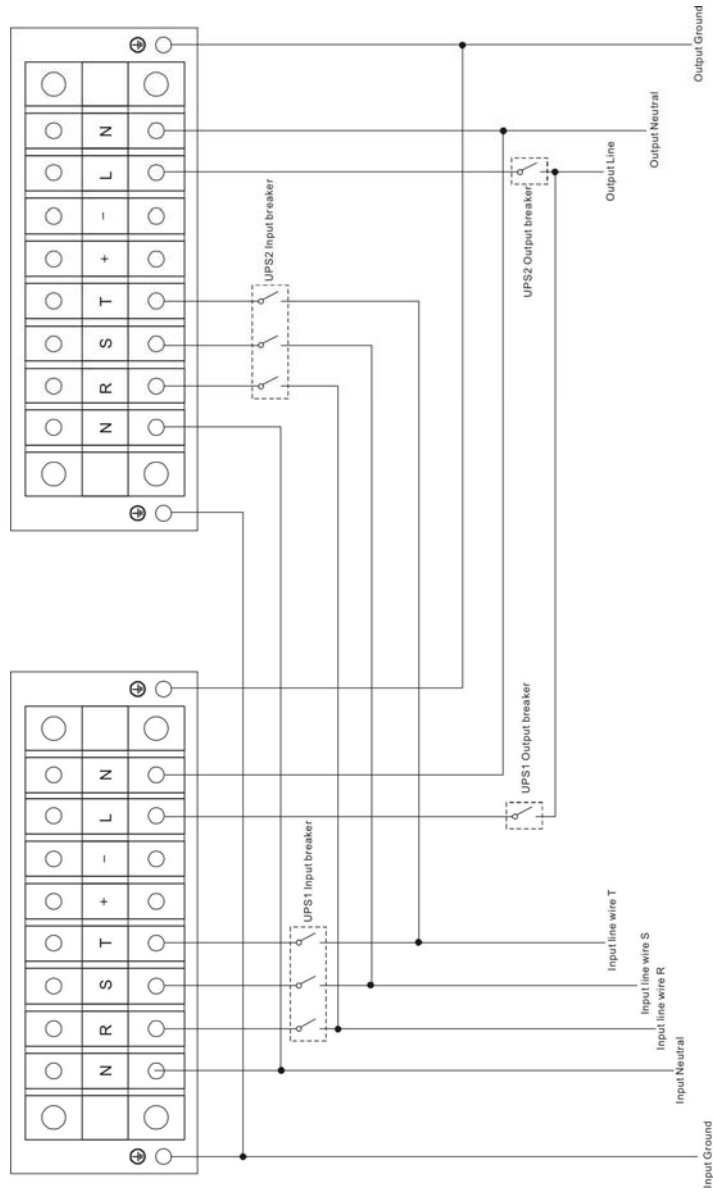 N R S T + – L N
N R S T + – L N
UPS2 Input breaker
UPS1 Input breaker
UPS1 Output breaker
UPS2 Output breaker
Input line wire T
Output Line
Input line wire S
Output Neutral
Input line wire R
Input Neutral
Output Ground
Input Ground